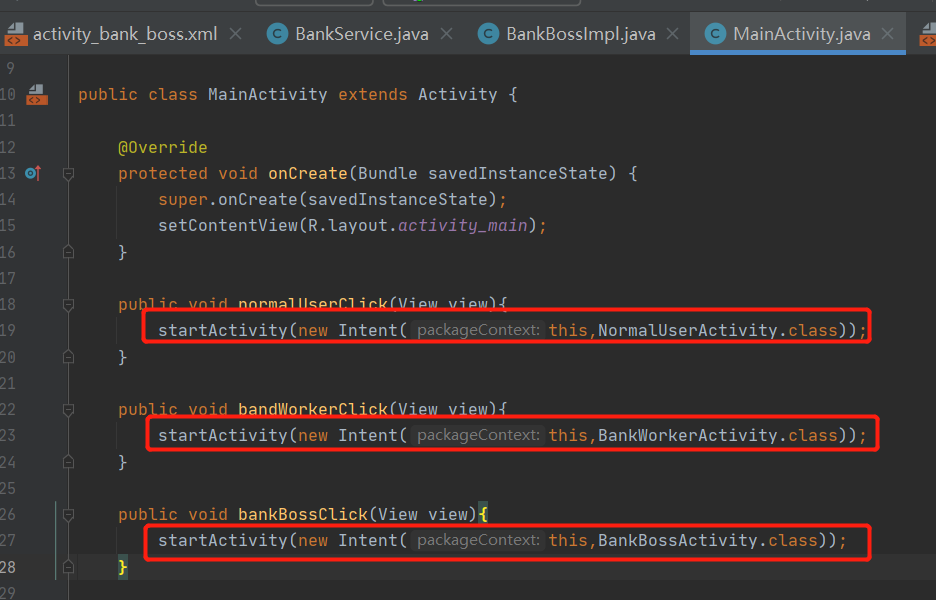 activity_bank_boss.xml BankService.java BankBossImpl.java MainActivity.java
9
10 public class MainActivity extends Activity {
11
12 @Override
13 protected void onCreate(Bundle savedInstanceState) {
14 super.onCreate(savedInstanceState);
15 setContentView(R.layout.activity_main);
16 }
17
18 public void normalUserClick(View view){
19 startActivity(new Intent( packageContext: this,NormalUserActivity.class));
20 }
21
22 public void bandWorkerClick(View view){
23 startActivity(new Intent( packageContext: this,BankWorkerActivity.class));
24 }
25
26 public void bankBossClick(View view){
27 startActivity(new Intent( packageContext: this,BankBossActivity.class));
28 }
29